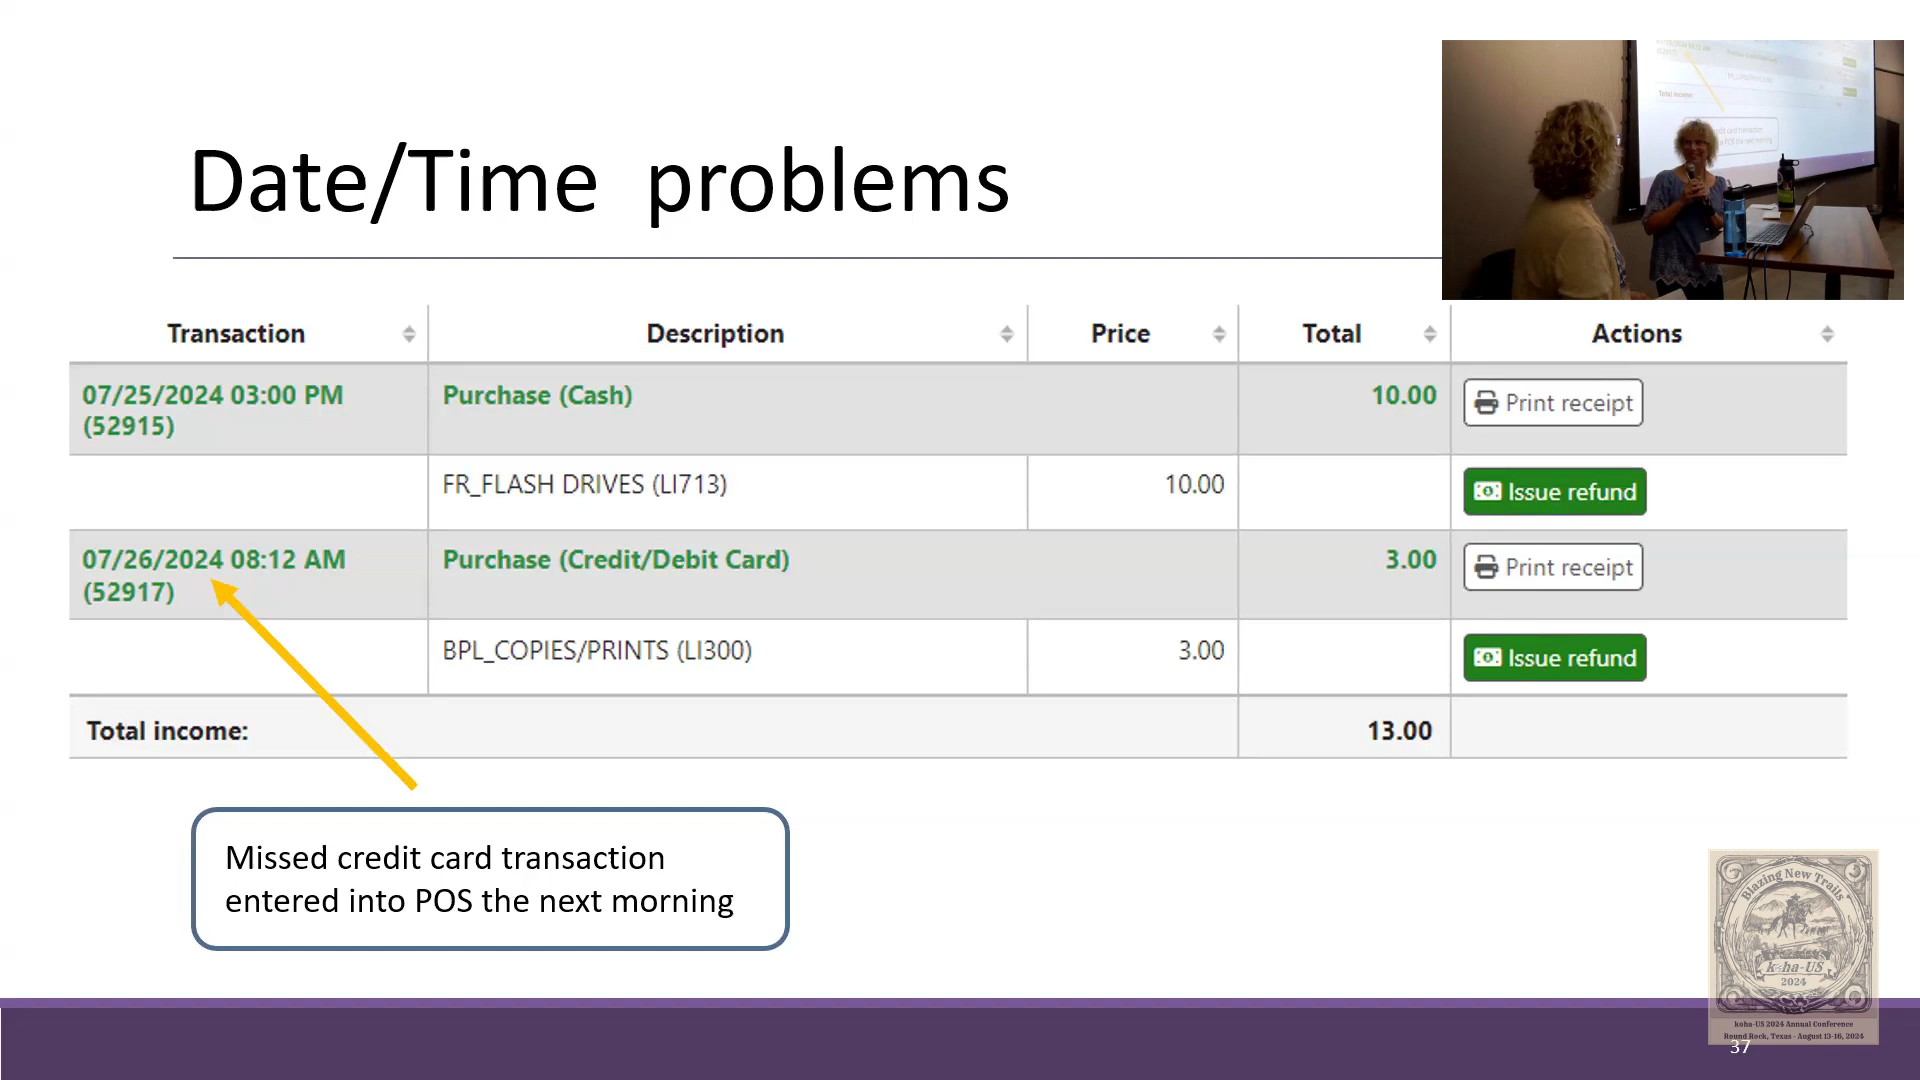 Date/Time problems
Transaction Description Price Total Actions
07/25/2024 03:00 PM Purchase (Cash) 10.00 Print receipt
(52915)
FR_FLASH DRIVES (LI713) 10.00 Issue refund
07/26/2024 08:12 AM Purchase (Credit/Debit Card) 3.00 Print receipt
(52917)
BPL_COPIES/PRINTS (LI300) 3.00 Issue refund
Total income: 13.00
Missed credit card transaction
entered into POS the next morning
Blazing New Trails
koha-US
2024
koha-US 2024 Annual Conference
Round Rock, Texas - August 13-16, 2024
37